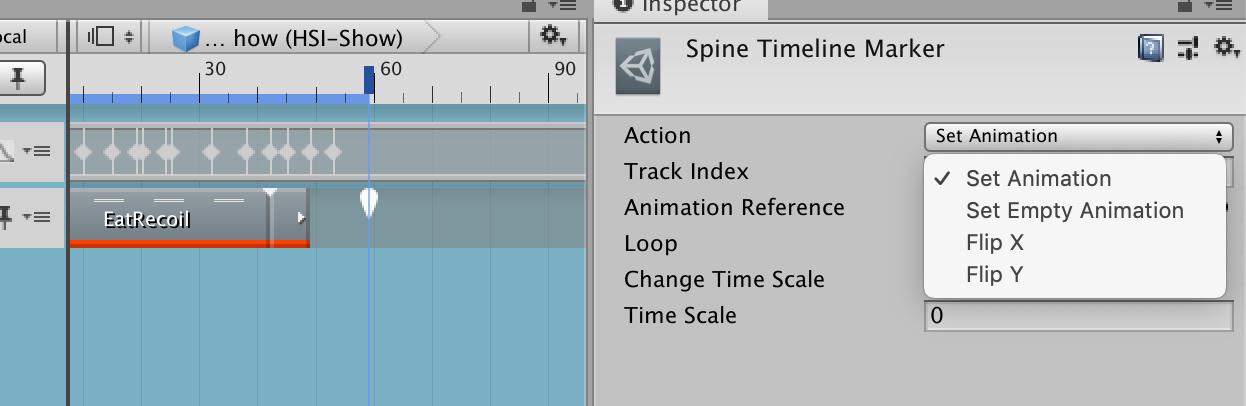 Inspector
ocal
... how (HSI-Show)
30
60
90
EatRecoil
Spine Timeline Marker
Action
Set Animation
Track Index
Animation Reference
Loop
Change Time Scale
Time Scale
0
Set Animation
Set Empty Animation
Flip X
Flip Y